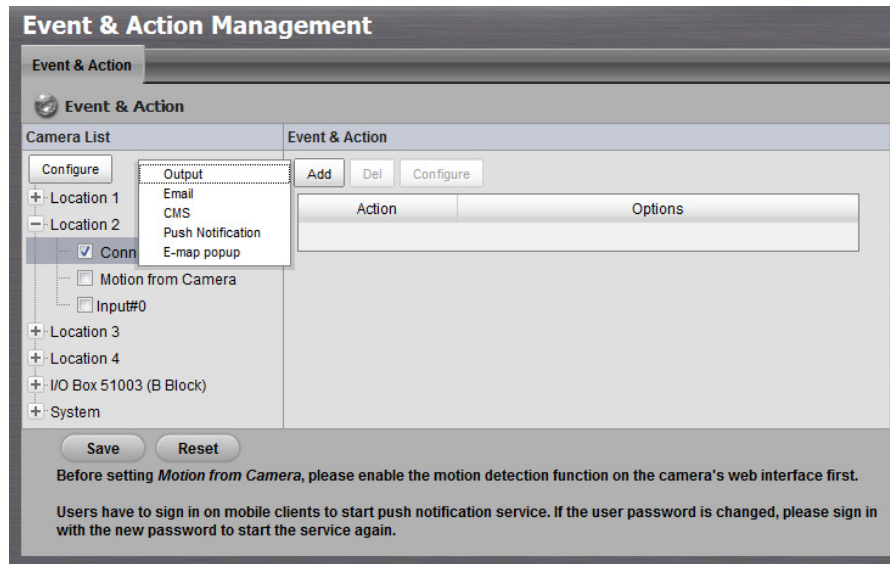 Event & Action Management
Event & Action
Event & Action
Camera List
Event & Action
Configure
Output
Email
CMS
Push Notification
E-map popup
Add
Del
Configure
Action
Options
Location 1
Location 2
Conn
Motion from Camera
Input#0
Location 3
Location 4
I/O Box 51003 (B Block)
System
Save
Reset
Before setting Motion from Camera, please enable the motion detection function on the camera's web interface first.
Users have to sign in on mobile clients to start push notification service. If the user password is changed, please sign in
with the new password to start the service again.